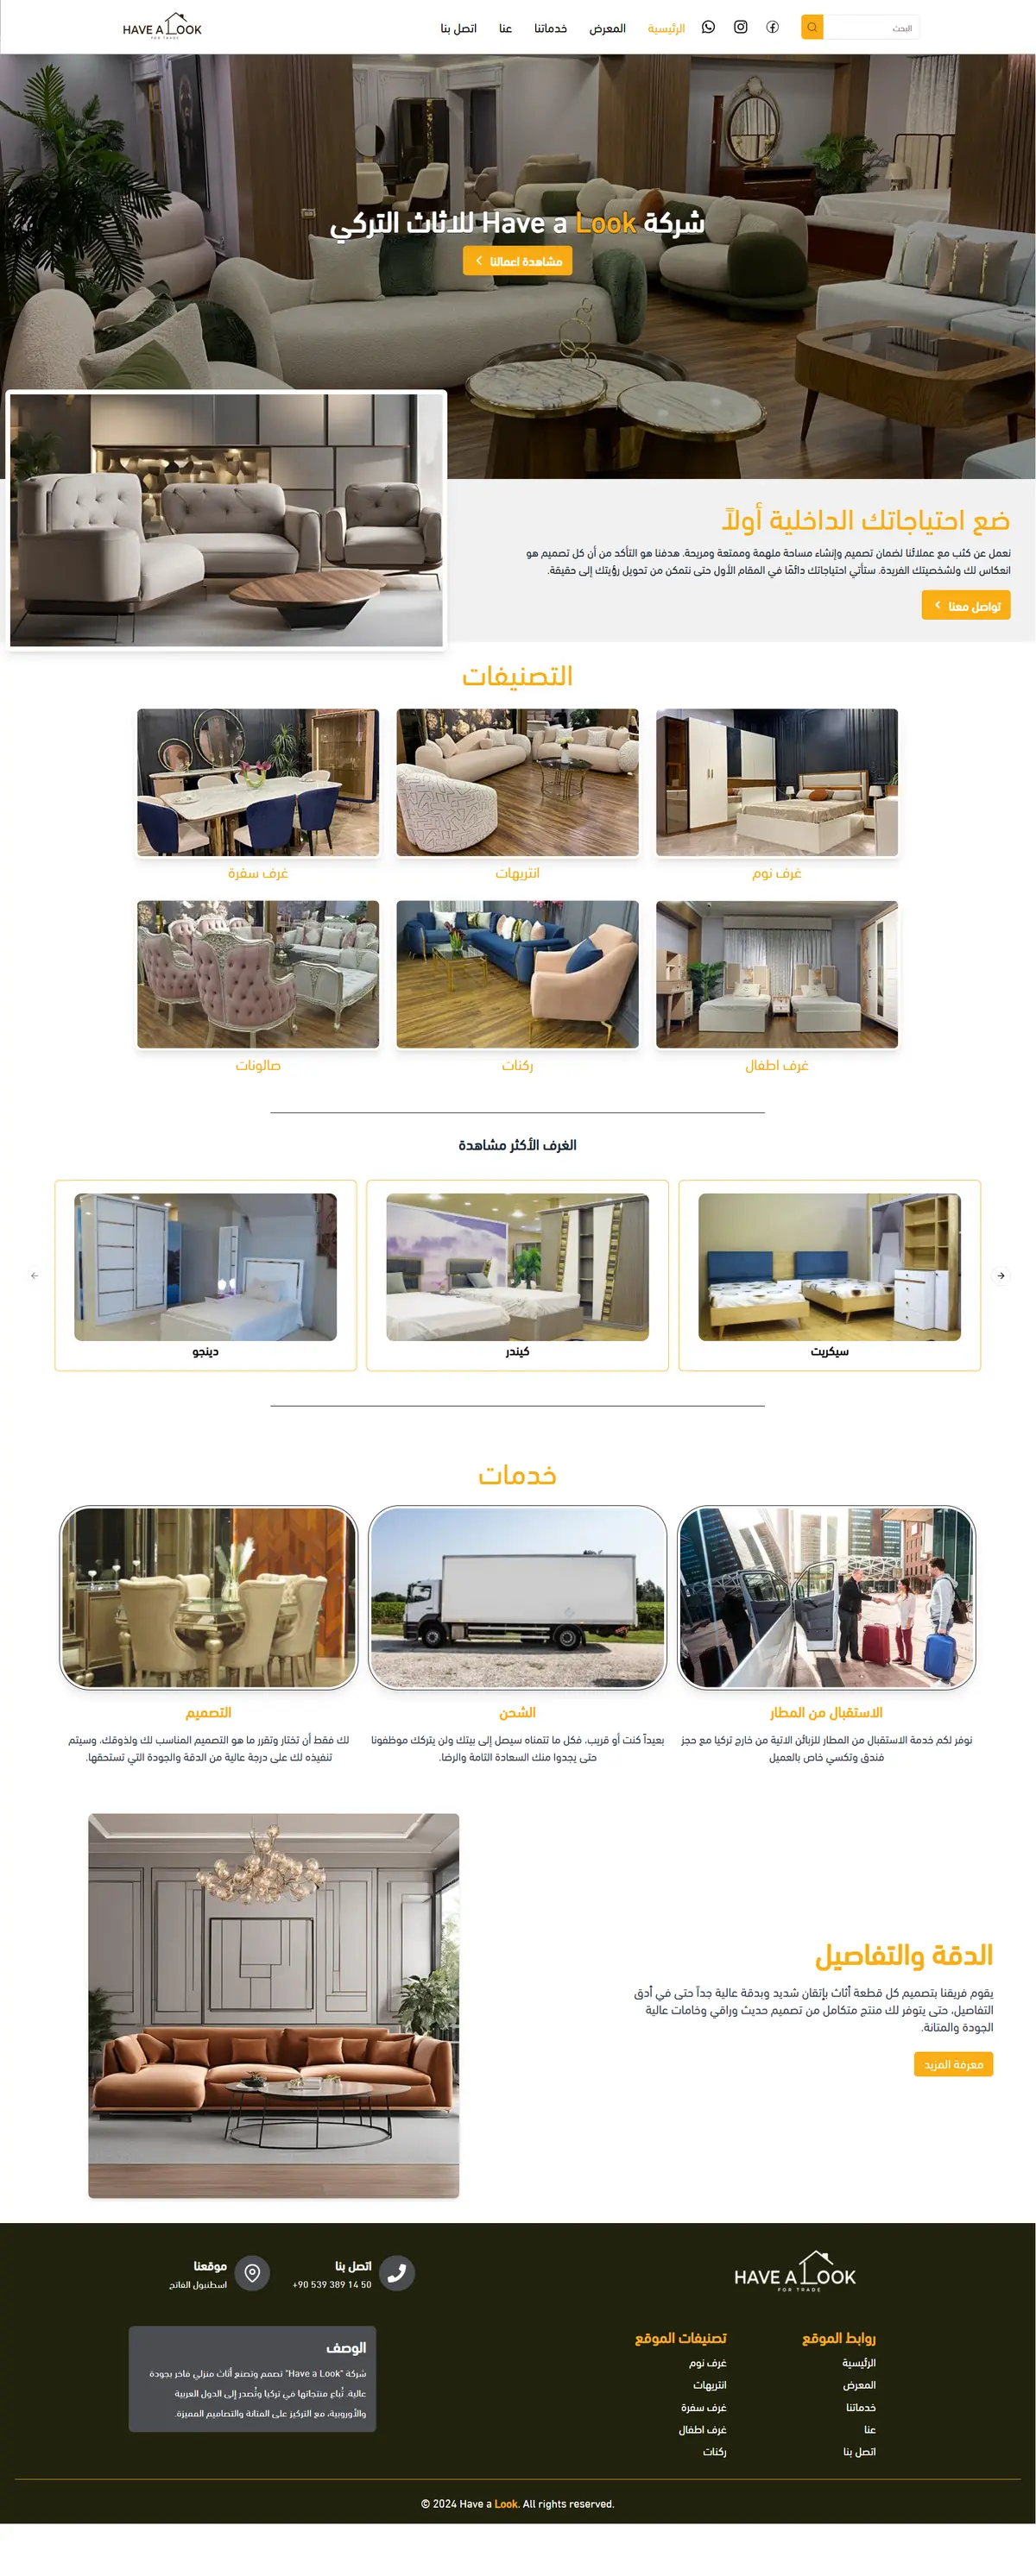 HAVE A LOOK
FOR TRADE
الرئيسية
المعرض
خدماتنا
عنا
اتصل بنا
البحث
شركة Have a Look للاثاث التركي
مشاهدة اعمالنا
ضع احتياجاتك الداخلية أولاً
نعمل عن كثب مع عملائنا لضمان تصميم وإنشاء مساحة ملهمة وممتعة ومريحة. هدفنا هو التأكد من أن كل تصميم هو
انعكاس لك ولشخصيتك الفريدة. ستأتي احتياجاتك دائمًا في المقام الأول حتى نتمكن من تحويل رؤيتك إلى حقيقة.
تواصل معنا
التصنيفات
غرف نوم
انتريهات
غرف سفرة
غرف اطفال
ركنات
صالونات
الغرف الأكثر مشاهدة
سيكريت
كيندر
دينجو
خدمات
الاستقبال من المطار
نوفر لكم خدمة الاستقبال من المطار للزبائن الاتية من خارج تركيا مع حجز
فندق وتكسي خاص بالعميل
الشحن
بعيداً كنت أو قريب، فكل ما تتمناه سيصل إلى بيتك ولن يتركك موظفونا
حتى يجدوا منك السعادة التامة والرضا.
التصميم
لك فقط أن تختار وتقرر ما هو التصميم المناسب لك ولذوقك، وسيتم
تنفيذه لك على درجة عالية من الدقة والجودة التي تستحقها.
الدقة والتفاصيل
يقوم فريقنا بتصميم كل قطعة أثاث بإتقان شديد وبدقة عالية جداً حتى في أدق
التفاصيل، حتى يتوفر لك منتج متكامل من تصميم حديث وراقي وخامات عالية
الجودة والمتانة.
معرفة المزيد
HAVE A LOOK
FOR TRADE
اتصل بنا
+90 539 389 14 50
موقعنا
اسطنبول الفاتح
روابط الموقع
الرئيسية
المعرض
خدماتنا
عنا
اتصل بنا
تصنيفات الموقع
غرف نوم
انتريهات
غرف سفرة
غرف اطفال
ركنات
الوصف
شركة "Have a Look" تصمم وتصنع أثاث منزلي فاخر بجودة
عالية. تُباع منتجاتها في تركيا وتُصدر إلى الدول العربية
والأوروبية، مع التركيز على المتانة والتصاميم المميزة.
© 2024 Have a Look. All rights reserved.